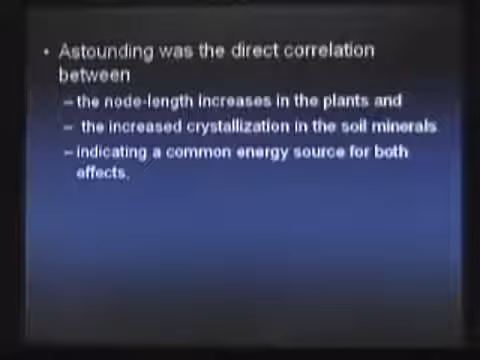 • Astounding was the direct correlation
between
– the node-length increases in the plants and
– the increased crystallization in the soil minerals
– indicating a common energy source for both
effects.